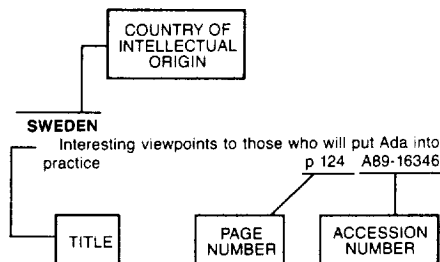 COUNTRY OF
INTELLECTUAL
ORIGIN
SWEDEN
Interesting viewpoints to those who will put Ada into
practice
p 124 A89-16346
TITLE
PAGE
NUMBER
ACCESSION
NUMBER